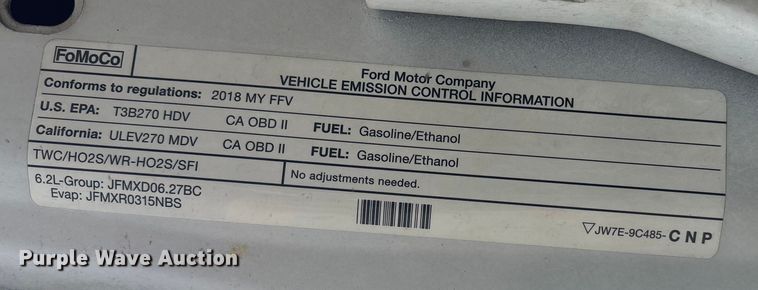 FoMoCo
Ford Motor Company
VEHICLE EMISSION CONTROL INFORMATION
Conforms to regulations: 2018 MY FFV
U.S. EPA: T3B270 HDV CA OBD II FUEL: Gasoline/Ethanol
California: ULEV270 MDV CA OBD II FUEL: Gasoline/Ethanol
TWC/HO2S/WR-HO2S/SFI
No adjustments needed.
6.2L-Group: JFMXD06.27BC
Evap: JFMXR0315NBS
▽JW7E-9C485- C N P
Purple Wave Auction